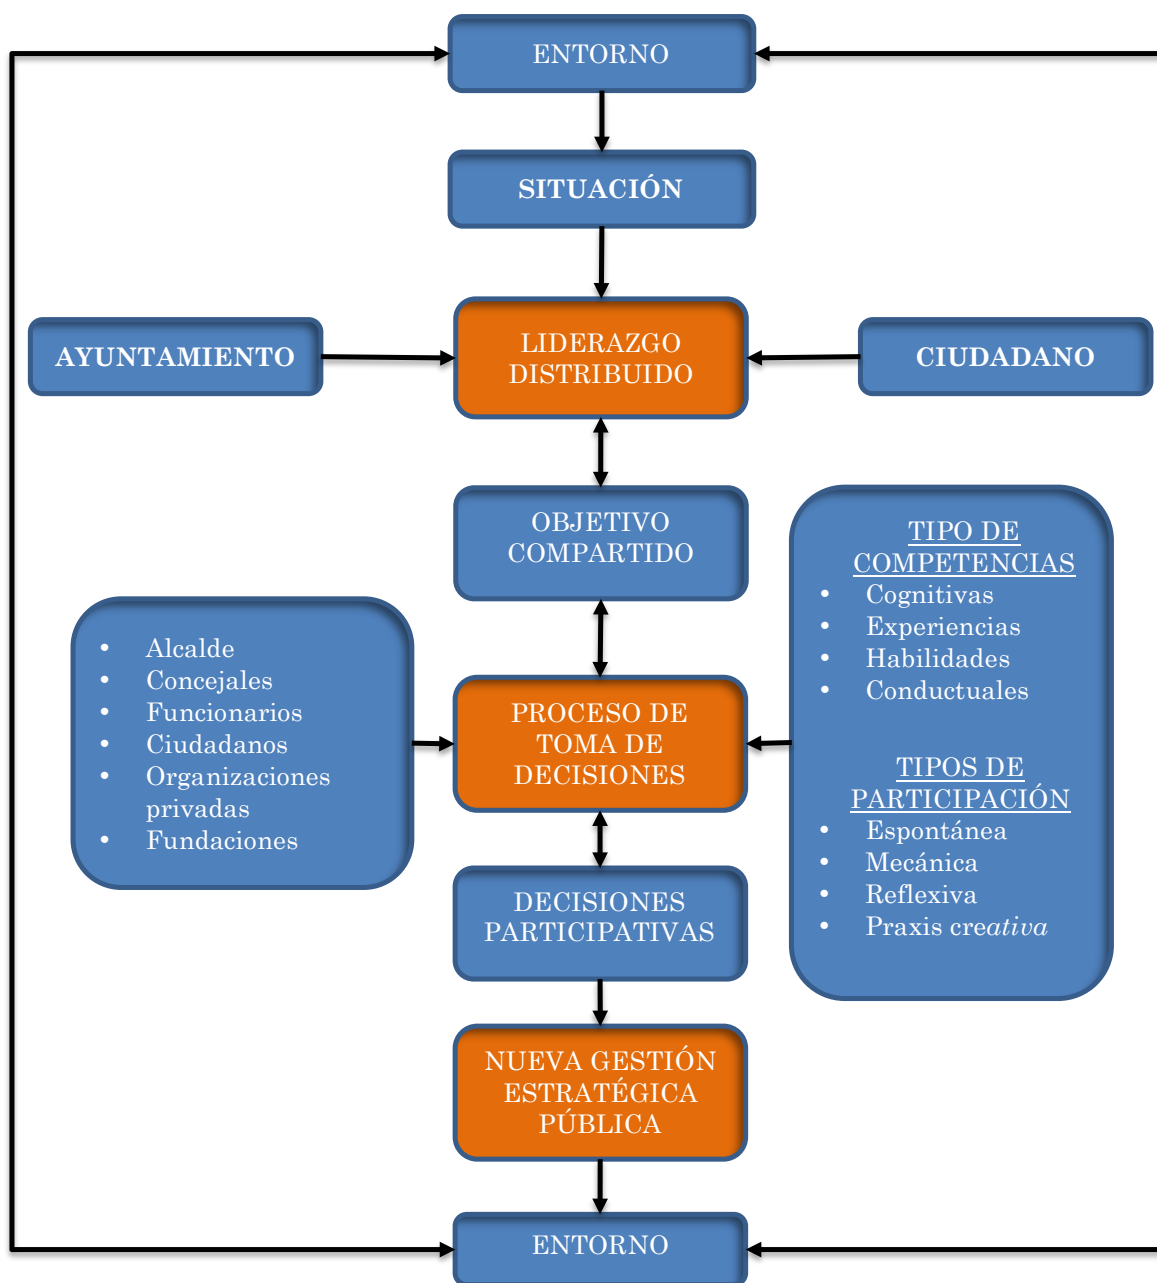 ENTORNO
SITUACIÓN
AYUNTAMIENTO
LIDERAZGO
DISTRIBUIDO
CIUDADANO
OBJETIVO
COMPARTIDO
• Alcalde
• Concejales
• Funcionarios
• Ciudadanos
• Organizaciones
privadas
• Fundaciones
PROCESO DE
TOMA DE
DECISIONES
TIPO DE
COMPETENCIAS
• Cognitivas
• Experiencias
• Habilidades
• Conductuales
TIPOS DE
PARTICIPACIÓN
• Espontánea
• Mecánica
• Reflexiva
• Praxis creativa
DECISIONES
PARTICIPATIVAS
NUEVA GESTIÓN
ESTRATÉGICA
PÚBLICA
ENTORNO